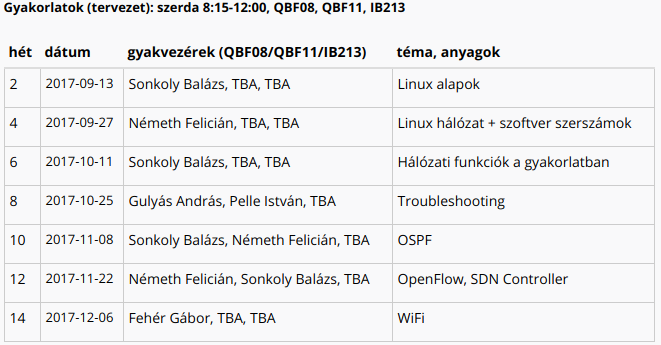 Gyakorlatok (tervezet): szerda 8:15-12:00, QBF08, QBF11, IB213
hét dátum gyakvezérek (QBF08/QBF11/IB213) téma, anyagok
2 2017-09-13 Sonkoly Balázs, TBA, TBA Linux alapok
4 2017-09-27 Németh Felicián, TBA, TBA Linux hálózat + szoftver szerszámok
6 2017-10-11 Sonkoly Balázs, TBA, TBA Hálózati funkciók a gyakorlatban
8 2017-10-25 Gulyás András, Pelle István, TBA Troubleshooting
10 2017-11-08 Sonkoly Balázs, Németh Felicián, TBA OSPF
12 2017-11-22 Németh Felicián, Sonkoly Balázs, TBA OpenFlow, SDN Controller
14 2017-12-06 Fehér Gábor, TBA, TBA WiFi